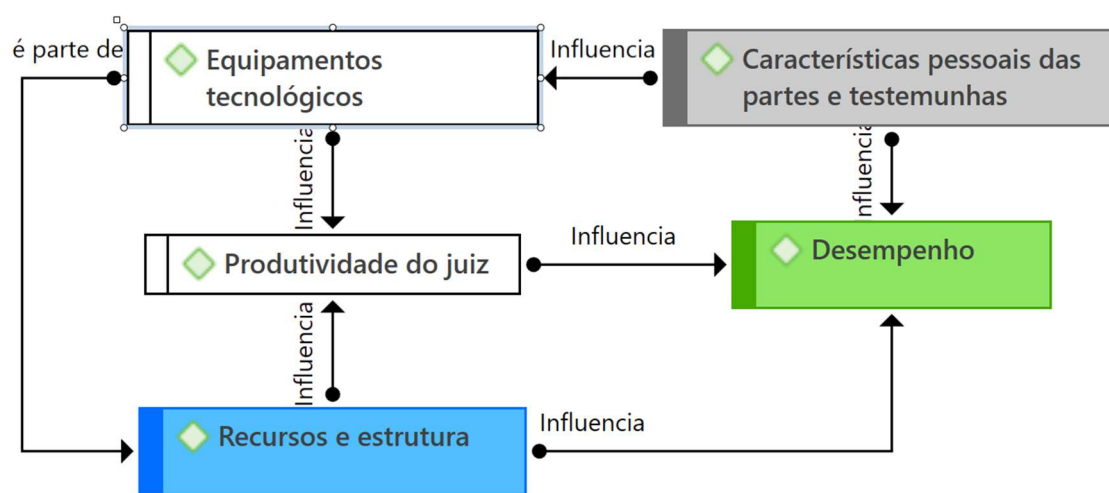 é parte de
Equipamentos
tecnológicos
Influencia
Características pessoais das
partes e testemunhas
Influencia
nfluencia
Produtividade do juiz
Influencia
Desempenho
Influencia
Recursos e estrutura
Influencia